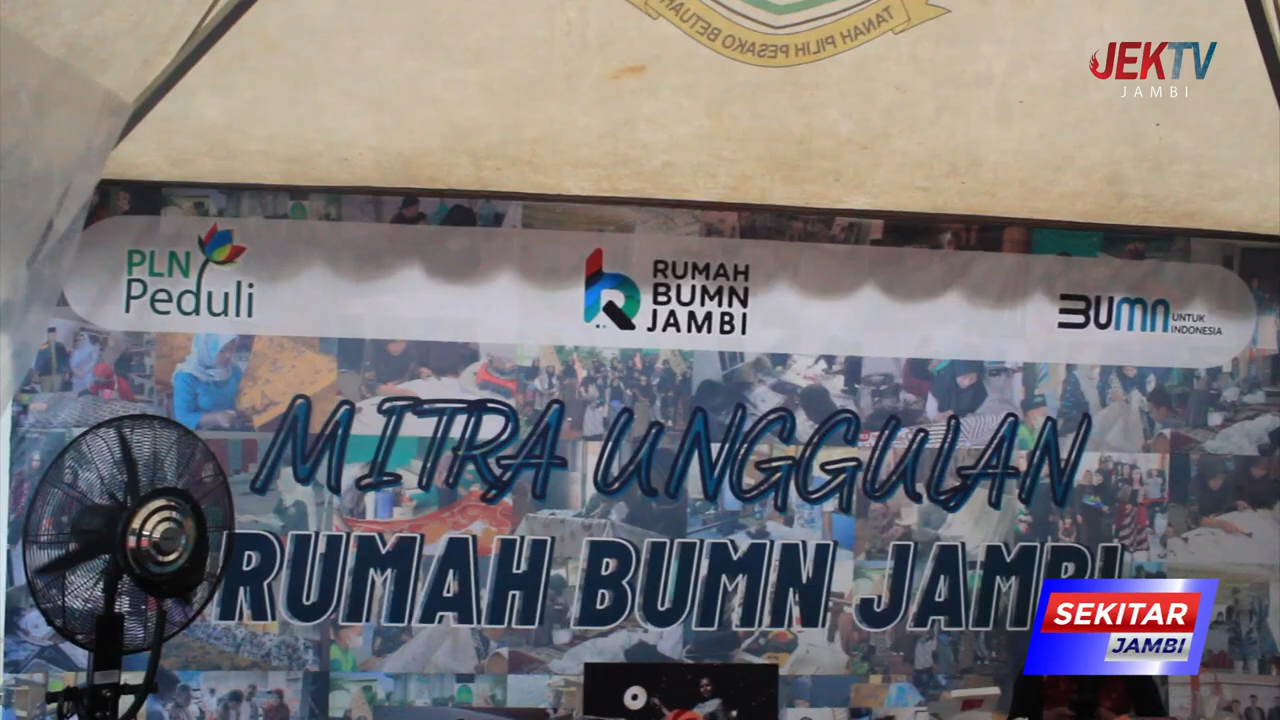 TANAH PILIH PESAKO BETUAH
JEKTV
JAMBI
PLN
Peduli
RUMAH
BUMN
JAMBI
BUMN
UNTUK
INDONESIA
MITRA UNGGULAN
RUMAH BUMN JAMBI
SEKITAR
JAMBI